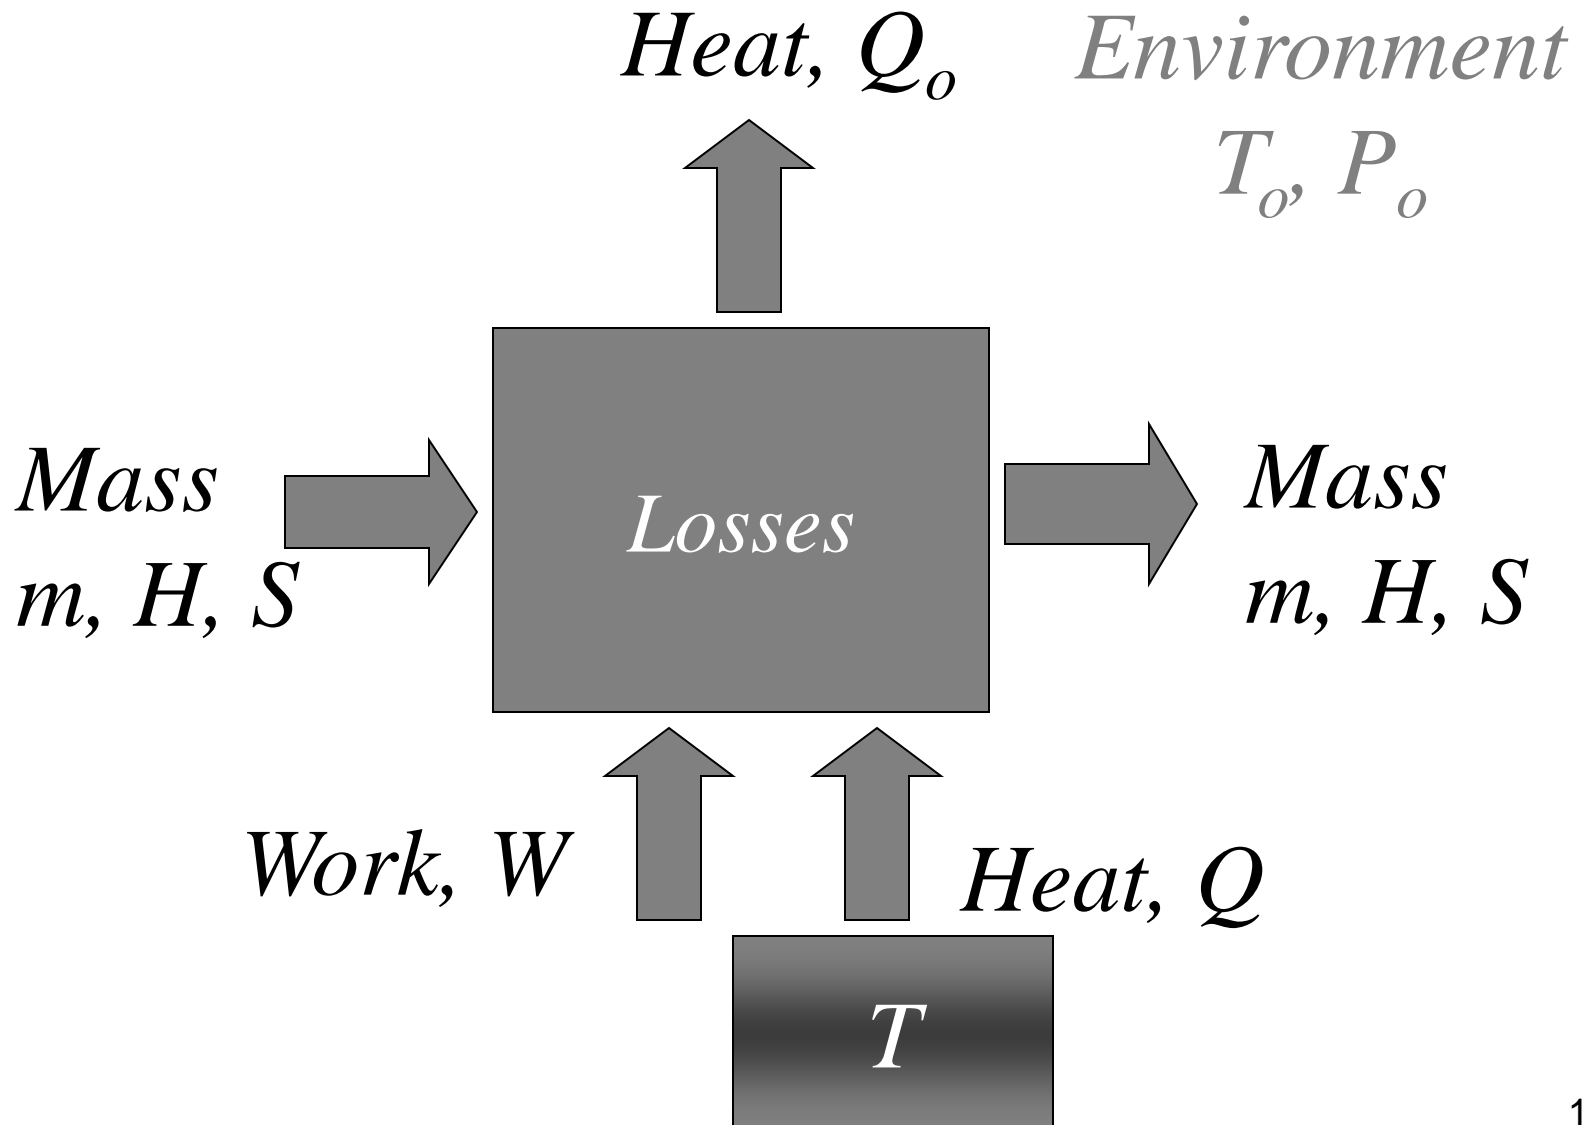 Heat, Qo
Environment
To, Po
Mass
m, H, S
Losses
Mass
m, H, S
Work, W
Heat, Q
T
1